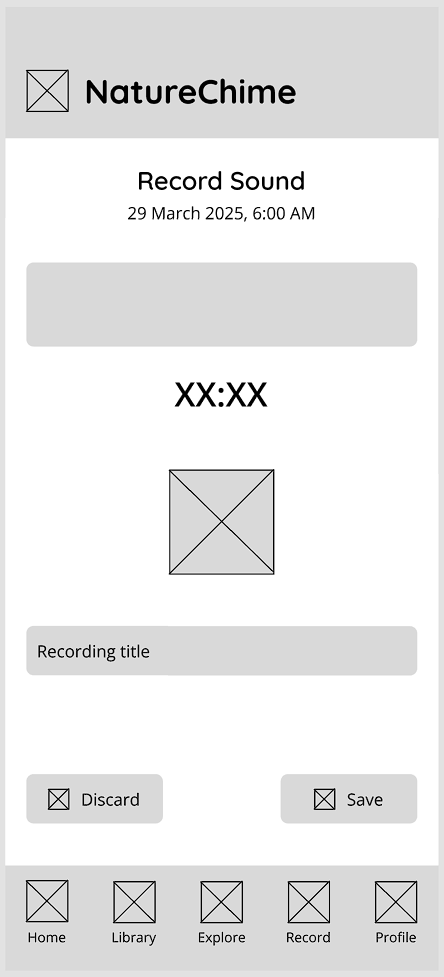 NatureChime
Record Sound
29 March 2025, 6:00 AM
XX:XX
Recording title
Discard
Save
Home
Library
Explore
Record
Profile